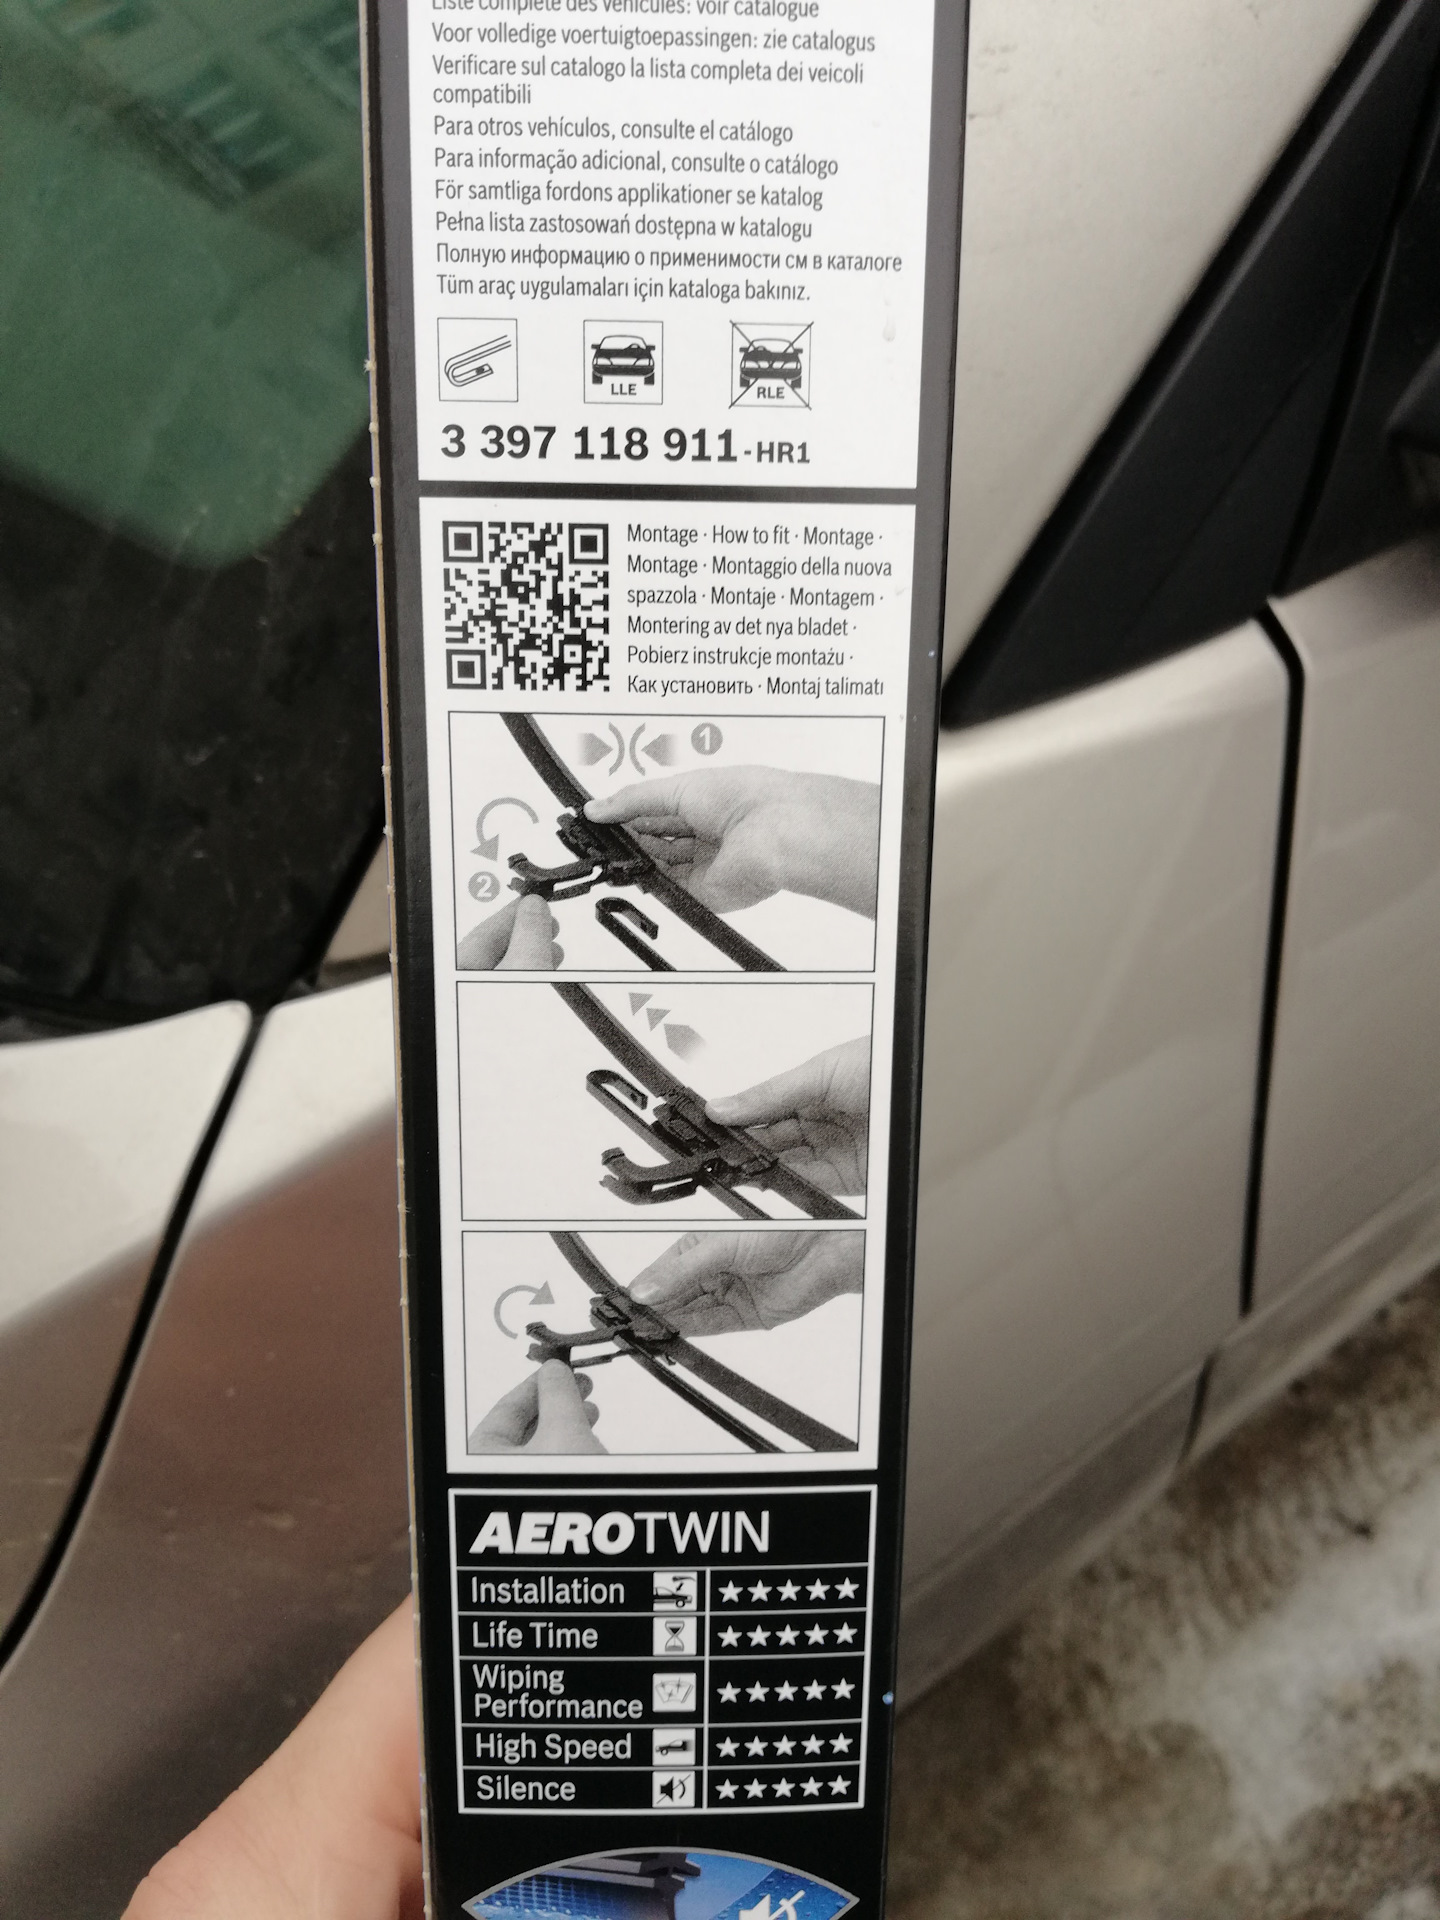 Liste complète des véhicules: voir catalogue
Voor volledige voertuigtoepassingen: zie catalogus
Verificare sul catalogo la lista completa dei veicoli
compatibili
Para otros vehículos, consulte el catálogo
Para informação adicional, consulte o catálogo
För samtliga fordons applikationer se katalog
Pełna lista zastosowań dostępna w katalogu
Полную информацию о применимости см в каталоге
Tüm araç uygulamaları için kataloga bakınız.
LLE
RLE
3 397 118 911-HR1
Montage · How to fit · Montage ·
Montage · Montaggio della nuova
spazzola · Montaje · Montagem ·
Montering av det nya bladet ·
Pobierz instrukcje montażu ·
Как установить · Montaj talimatı
1
2
AEROTWIN
Installation ★★★★★
Life Time ★★★★★
Wiping
Performance ★★★★★
High Speed ★★★★★
Silence ★★★★★